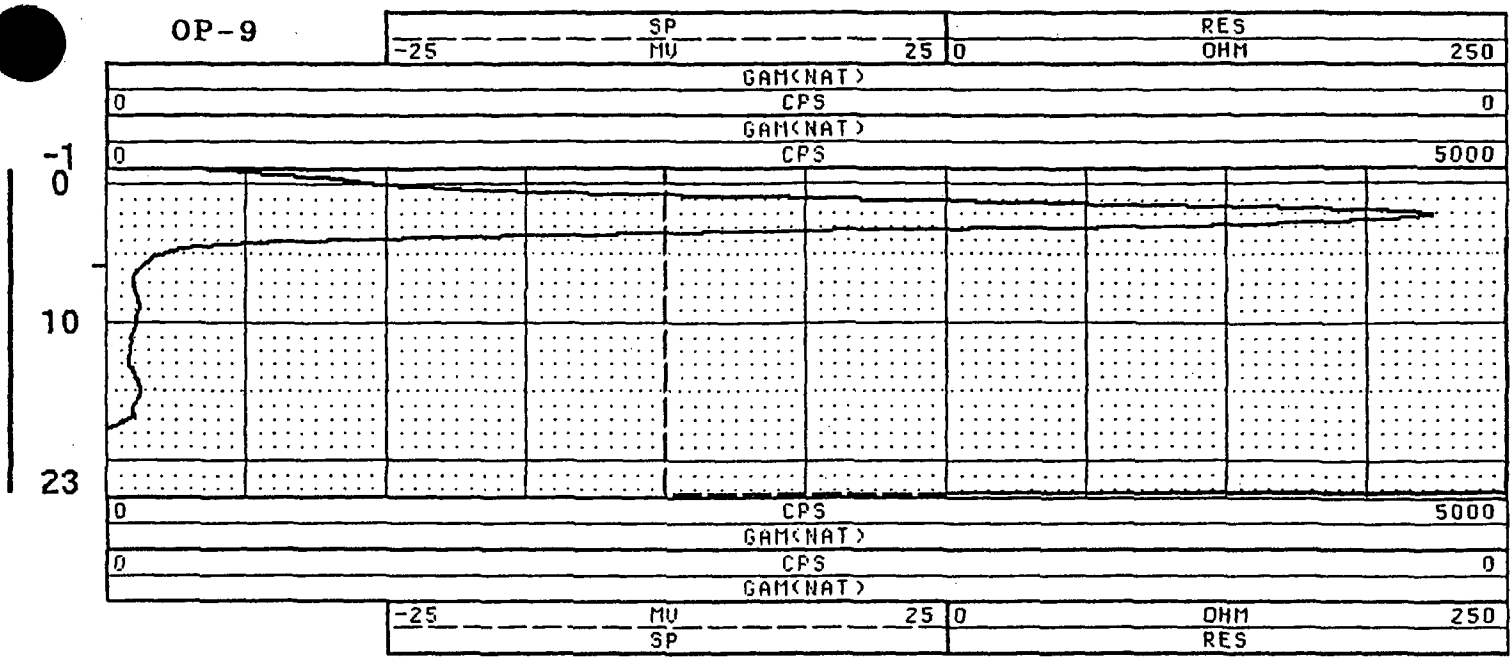 OP-9
SP RES
-25 MV 25 0 OHM 250
GAM(NAT)
0 CPS 0
GAM(NAT)
0 CPS 5000
-1
0
10
23
0 CPS 5000
GAM(NAT)
0 CPS 0
GAM(NAT)
-25 MV 25 0 OHM 250
SP RES